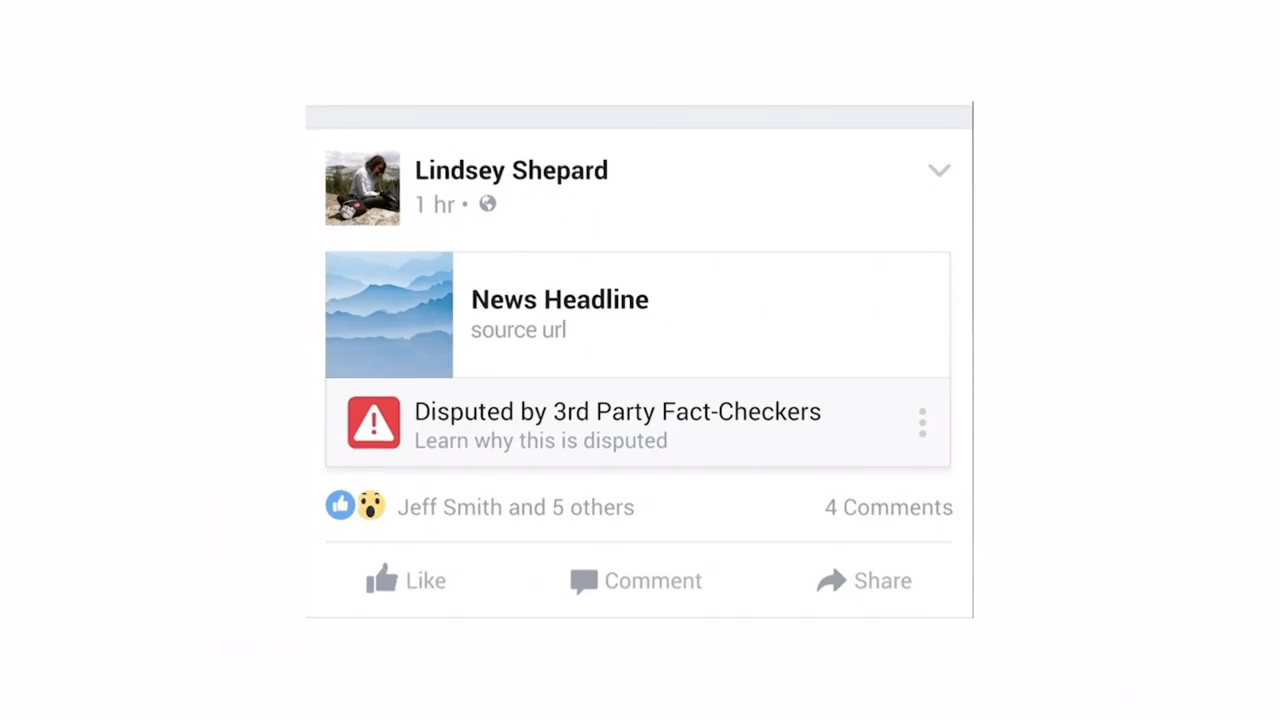 Lindsey Shepard
1 hr •
News Headline
source url
Disputed by 3rd Party Fact-Checkers
Learn why this is disputed
Jeff Smith and 5 others 4 Comments
Like Comment Share